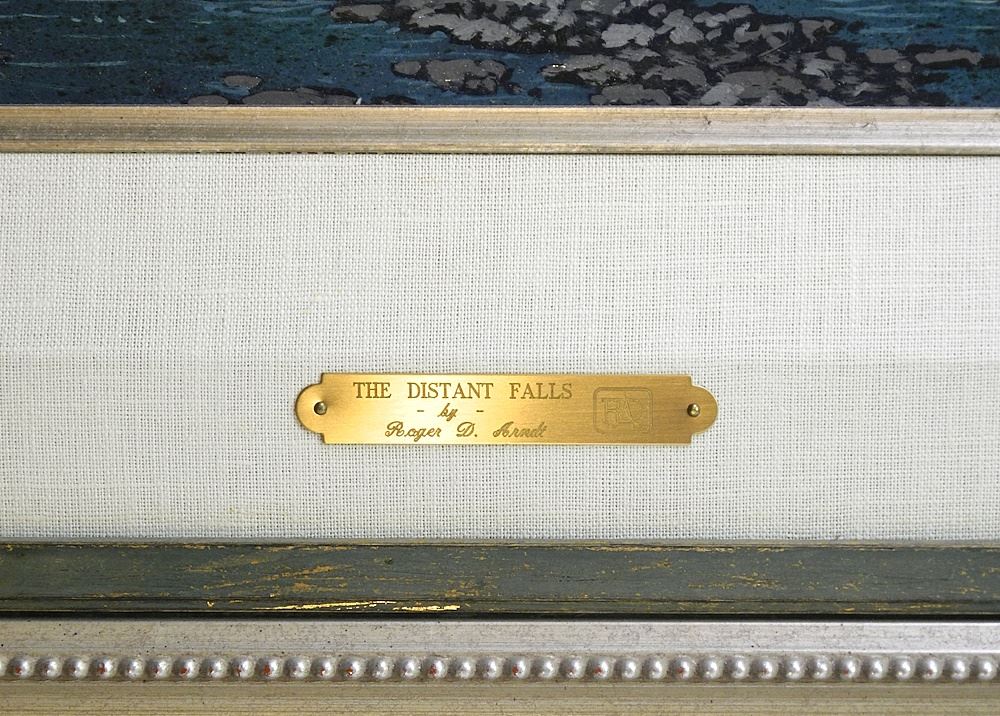 THE DISTANT FALLS
- by -
Roger D. Arndt